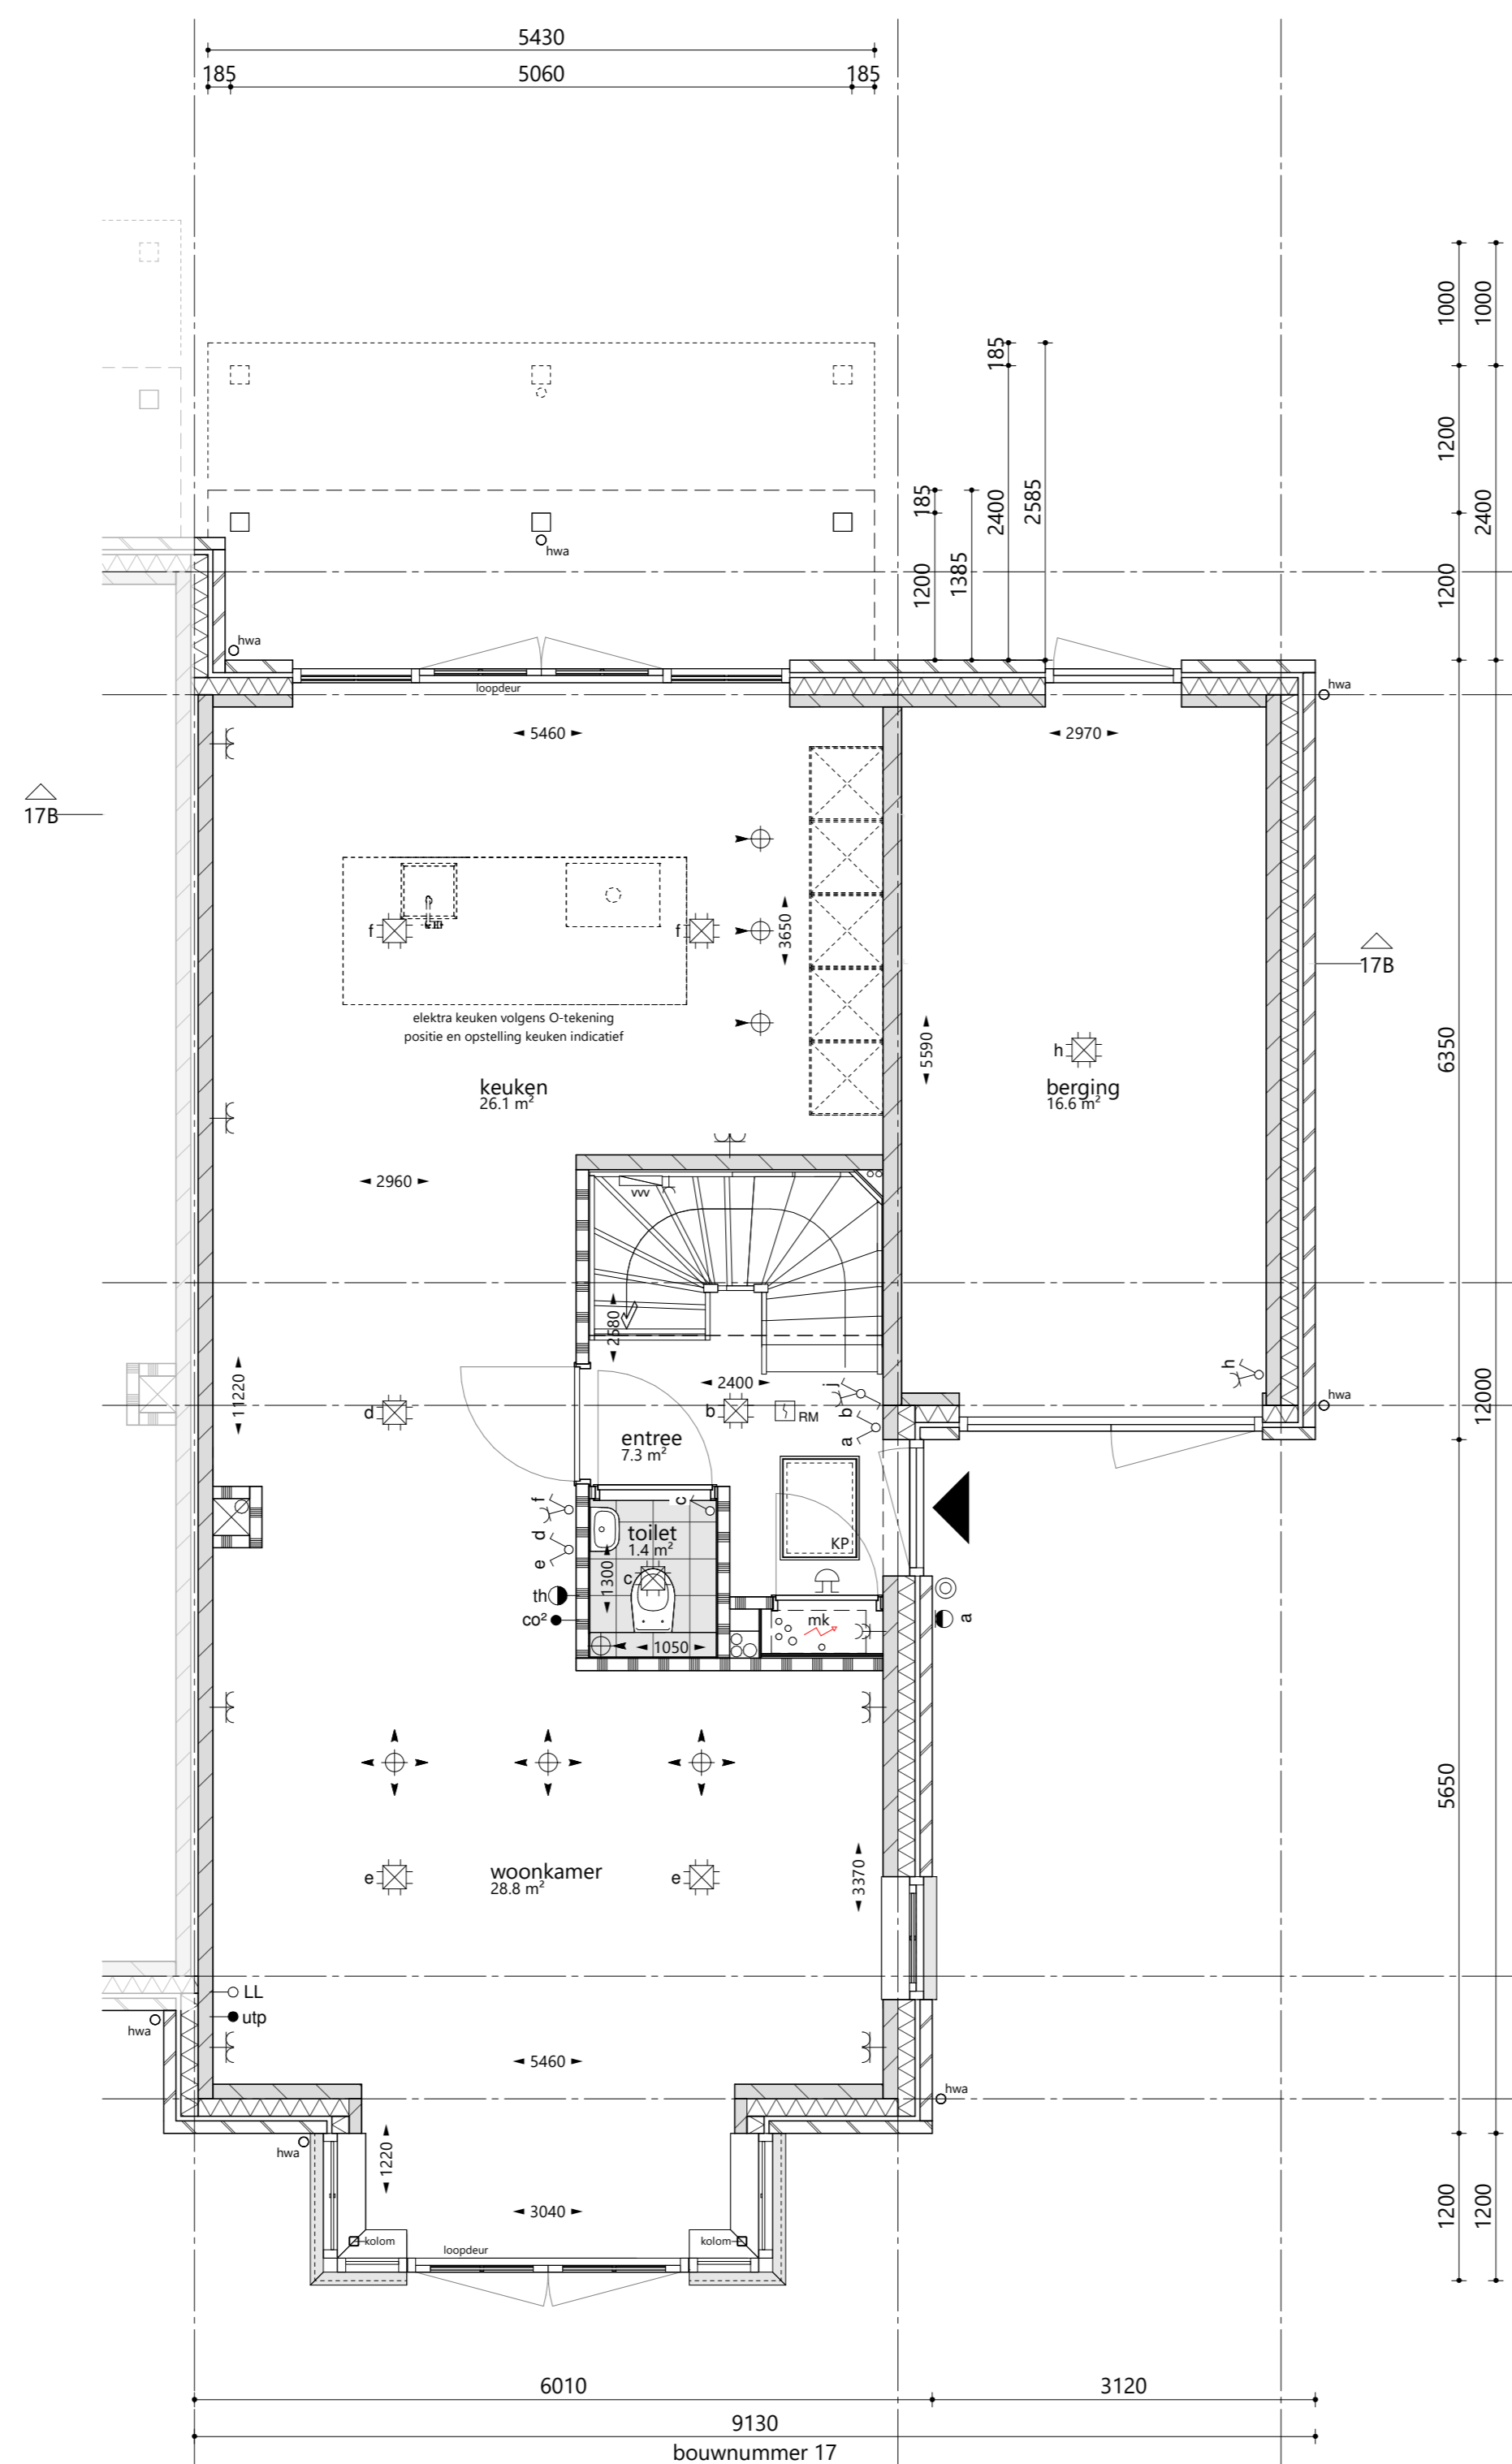 5430
185
5060
185
1000
1000
185
2400
2585
1200
2400
185
1200
1385
1200
hwa
hwa
loopdeur
hwa
5460
2970
17B
3650
f
f
17B
elektra keuken volgens O-tekening
positie en opstelling keuken indicatief
5590
h
6350
keuken
26.1 m²
berging
16.6 m²
2960
vvv
2580
11220
2400
j
h
hwa
12000
d
b
RM
b
a
entree
7.3 m²
f
c
toilet
1.4 m²
KP
d
e
c
1300
th
co²
mk
a
1050
5650
woonkamer
28.8 m²
e
e
3370
LL
utp
hwa
5460
hwa
hwa
1220
1200
1200
3040
kolom
kolom
loopdeur
6010
3120
9130
bouwnummer 17